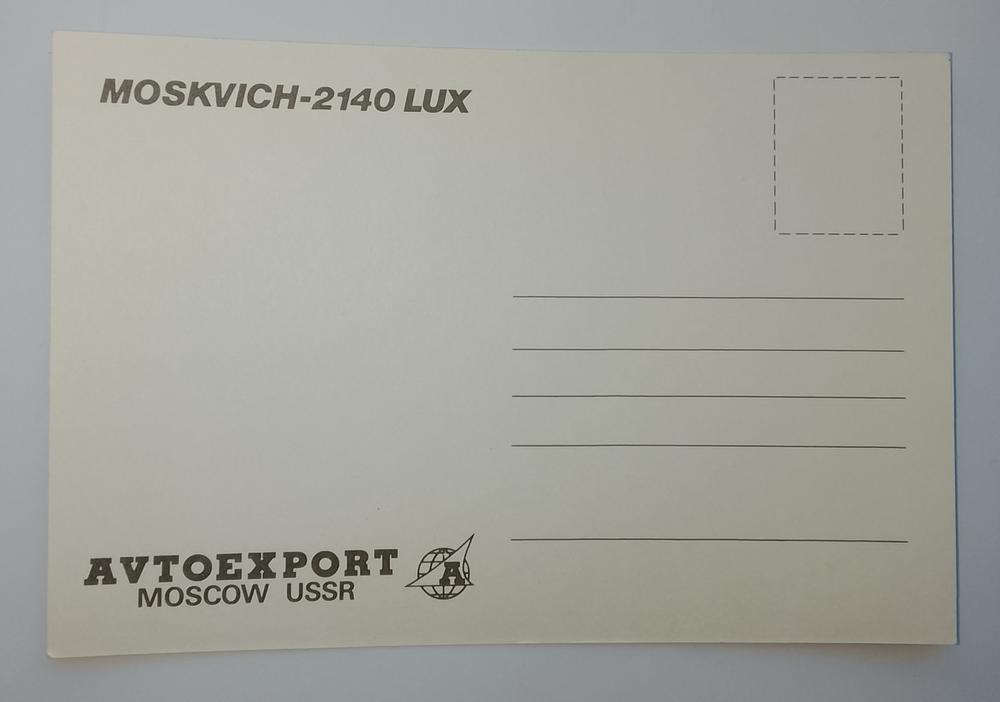 MOSKVICH-2140 LUX
AVTOEXPORT
MOSCOW USSR
A